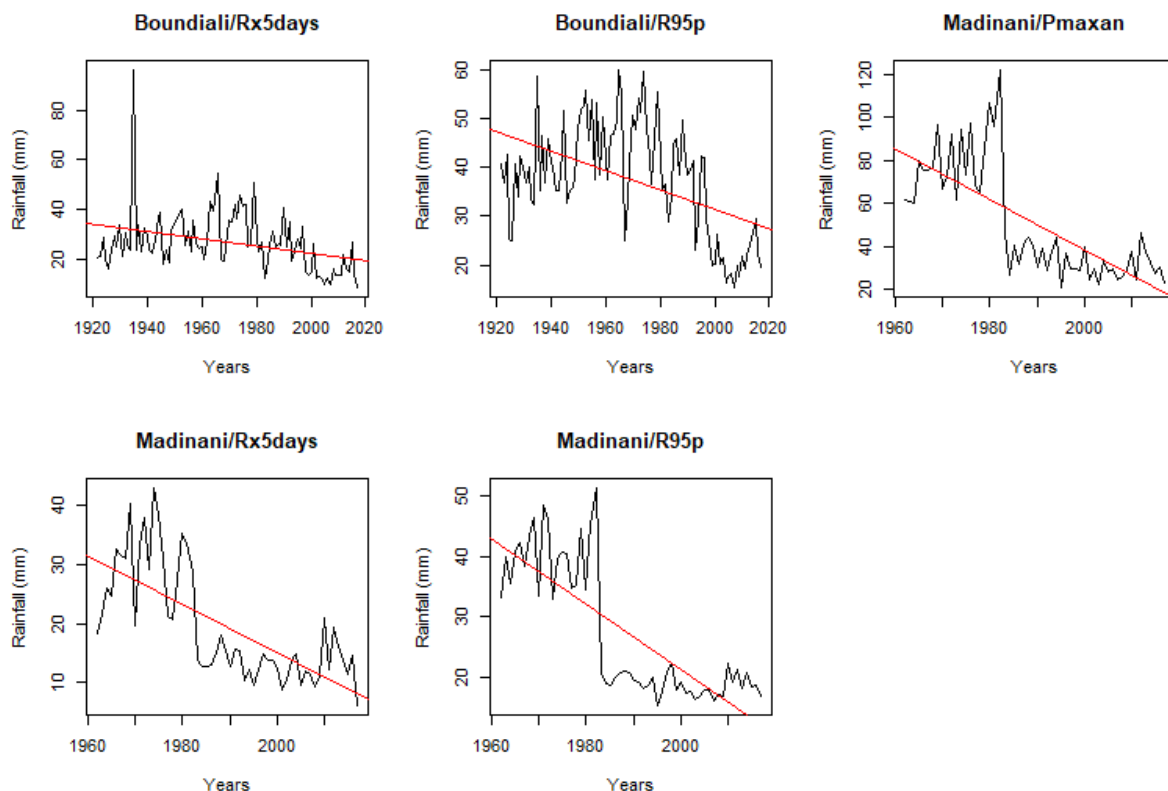 Boundiali/Rx5days
Rainfall (mm)
80
60
40
20
1920
1940
1960
1980
2000
2020
Years
Boundiali/R95p
Rainfall (mm)
60
50
40
30
20
1920
1940
1960
1980
2000
2020
Years
Madinani/Pmaxan
Rainfall (mm)
120
100
80
60
40
20
1960
1980
2000
Years
Madinani/Rx5days
Rainfall (mm)
40
30
20
10
1960
1980
2000
Years
Madinani/R95p
Rainfall (mm)
50
40
30
20
1960
1980
2000
Years